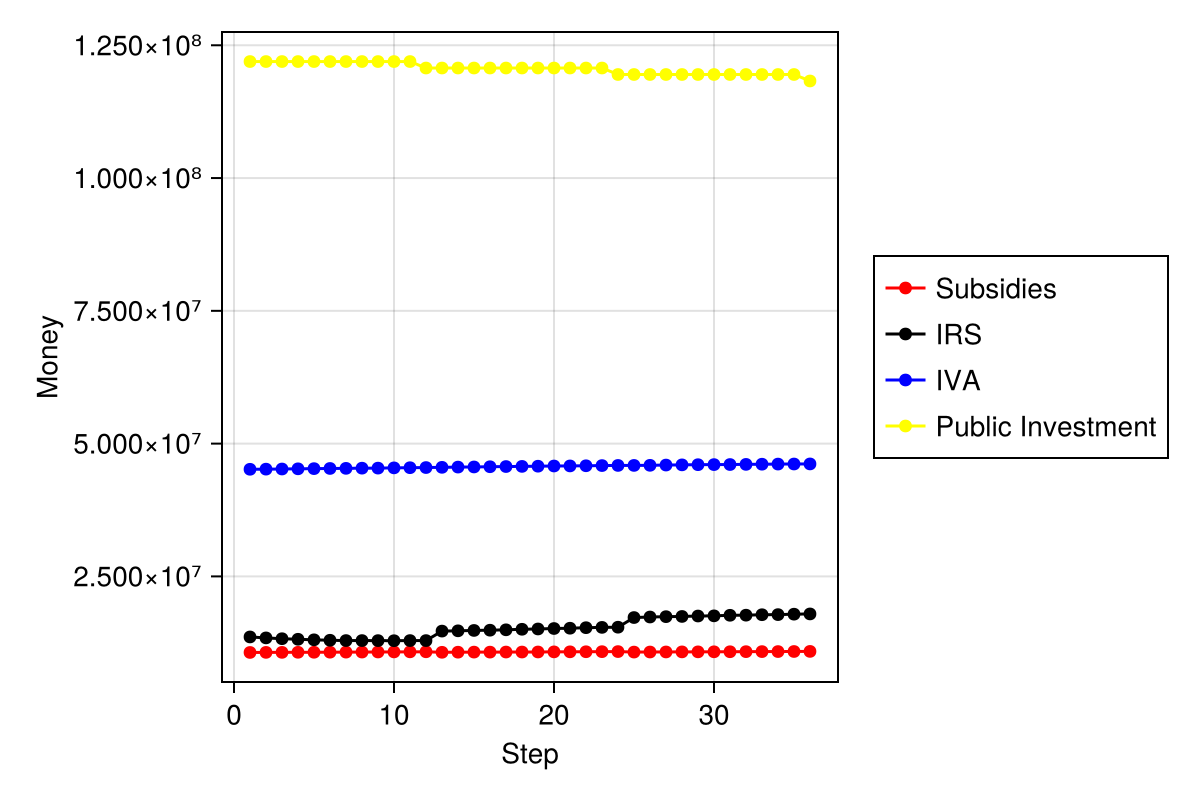 1.250×10⁸
1.000×10⁸
7.500×10⁷
5.000×10⁷
2.500×10⁷
Money
0 10 20 30
Step
Subsidies
IRS
IVA
Public Investment